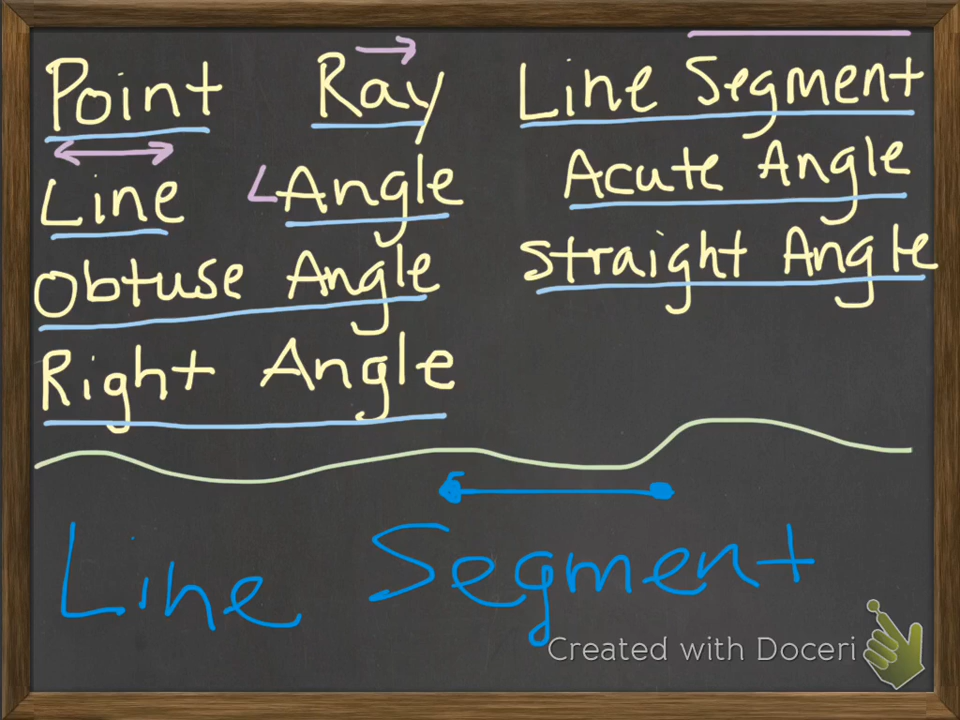 Point Ray Line Segment
Line Angle Acute Angle
Obtuse Angle straight Angle
Right Angle
Line Segment
Created with Doceri